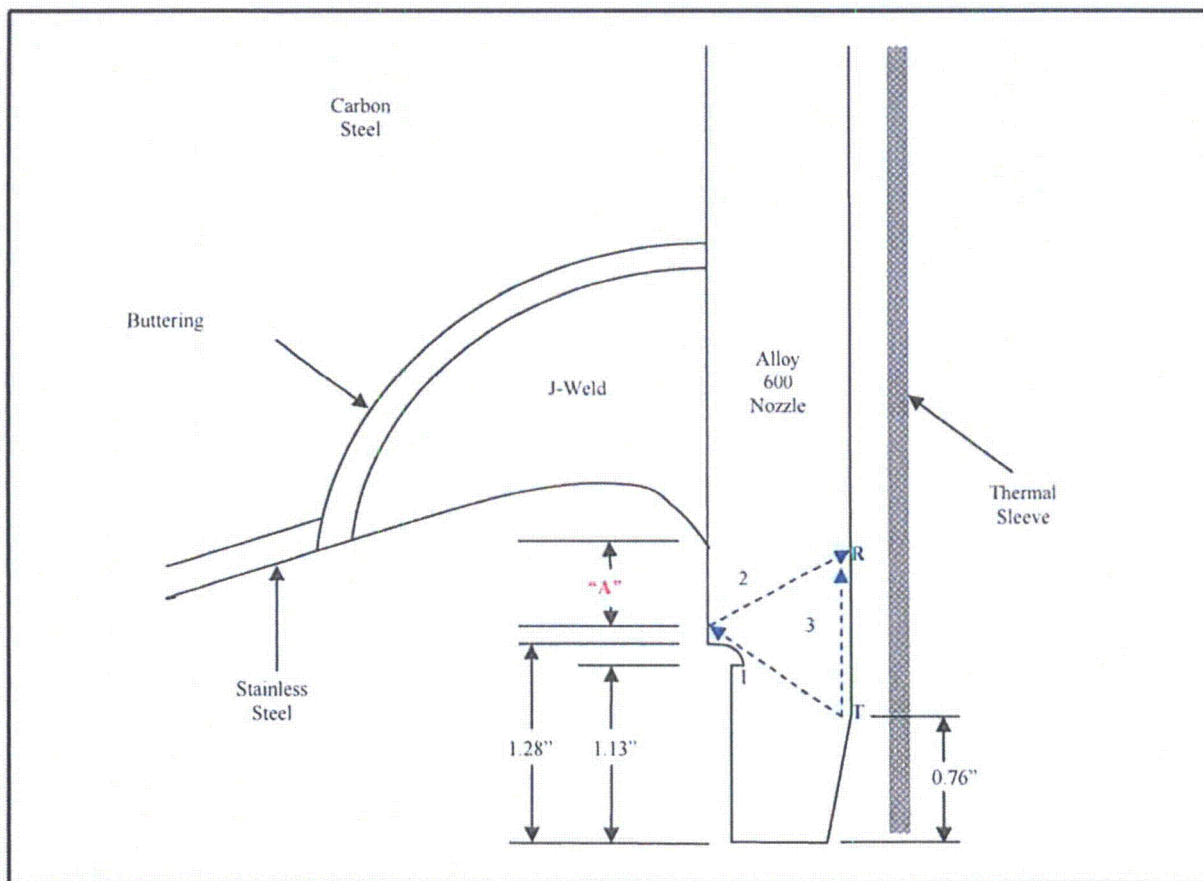 Carbon
Steel
Buttering
J-Weld
Alloy
600
Nozzle
Thermal
Sleeve
"A"
2
R
3
1
T
Stainless
Steel
1.28"
1.13"
0.76"